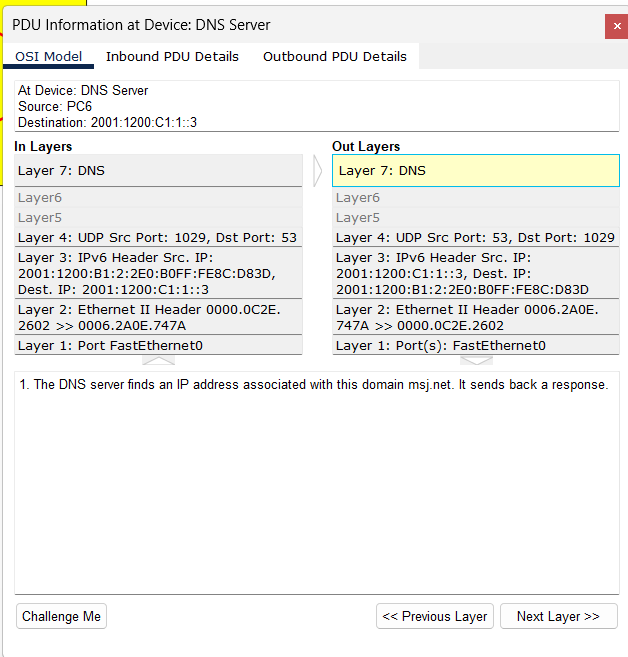 PDU Information at Device: DNS Server
×
OSI Model
Inbound PDU Details
Outbound PDU Details
At Device: DNS Server
Source: PC6
Destination: 2001:1200:C1:1::3
In Layers
Layer 7: DNS
Layer6
Layer5
Layer 4: UDP Src Port: 1029, Dst Port: 53
Layer 3: IPv6 Header Src. IP:
2001:1200:B1:2:2E0:B0FF:FE8C:D83D,
Dest. IP: 2001:1200:C1:1::3
Layer 2: Ethernet II Header 0000.0C2E.
2602 >> 0006.2A0E.747A
Layer 1: Port FastEthernet0
Out Layers
Layer 7: DNS
Layer6
Layer5
Layer 4: UDP Src Port: 53, Dst Port: 1029
Layer 3: IPv6 Header Src. IP:
2001:1200:C1:1::3, Dest. IP:
2001:1200:B1:2:2E0:B0FF:FE8C:D83D
Layer 2: Ethernet II Header 0006.2A0E.
747A >> 0000.0C2E.2602
Layer 1: Port(s): FastEthernet0
1. The DNS server finds an IP address associated with this domain msj.net. It sends back a response.
Challenge Me
<< Previous Layer
Next Layer >>